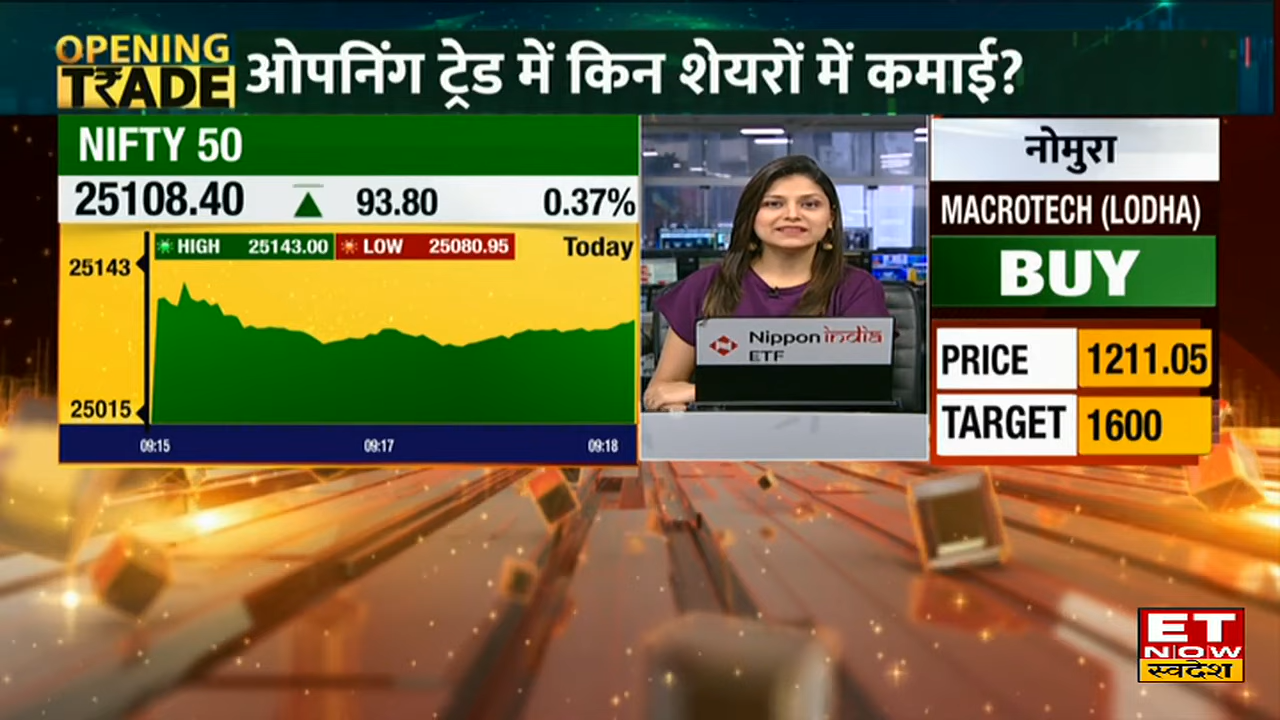 OPENING
TRADE
ओपनिंग ट्रेड में किन शेयरों में कमाई?
NIFTY 50
25108.40 ▲ 93.80 0.37%
HIGH 25143.00 LOW 25080.95 Today
25143
25015
09:15 09:17 09:18
Nippon india
ETF
नोमुरा
MACROTECH (LODHA)
BUY
PRICE 1211.05
TARGET 1600
ET
NOW
स्वदेश